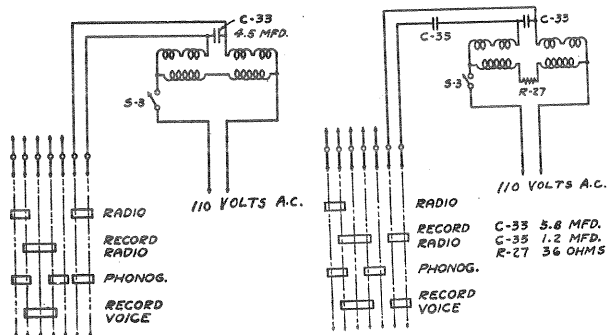 C-33
4.5 MFD.
S-3
110 VOLTS A.C.
RADIO
RECORD
RADIO
PHONOG.
RECORD
VOICE
C-35
C-33
S-3
R-27
110 VOLTS A.C.
RADIO
RECORD
RADIO
PHONOG.
RECORD
VOICE
C-33 5.8 MFD.
C-35 1.2 MFD.
R-27 36 OHMS